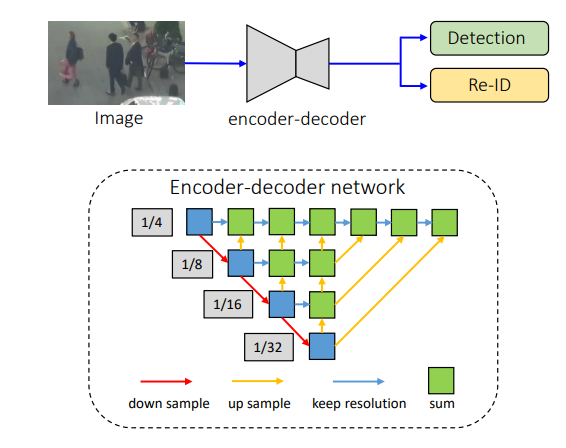 Detection
Re-ID
Image
encoder-decoder
Encoder-decoder network
1/4
1/8
1/16
1/32
down sample
up sample
keep resolution
sum